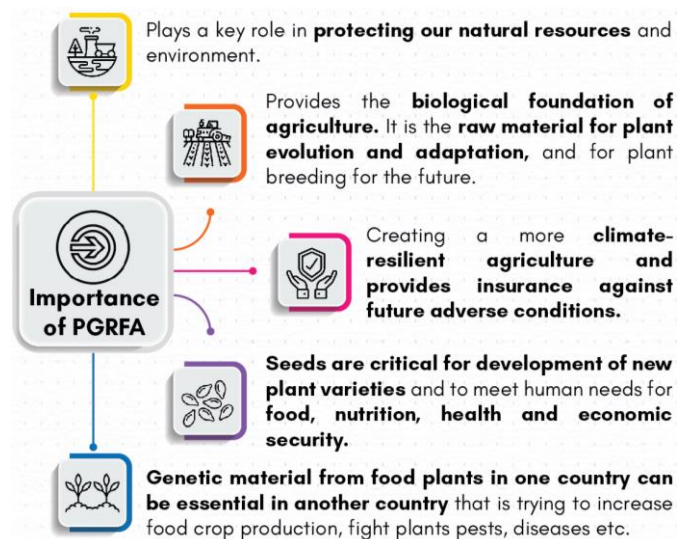 Plays a key role in protecting our natural resources and
environment.
Provides the biological foundation of
agriculture. It is the raw material for plant
evolution and adaptation, and for plant
breeding for the future.
Importance
of PGRFA
Creating a more climate-
resilient agriculture and
provides insurance against
future adverse conditions.
Seeds are critical for development of new
plant varieties and to meet human needs for
food, nutrition, health and economic
security.
Genetic material from food plants in one country can
be essential in another country that is trying to increase
food crop production, fight plants pests, diseases etc.